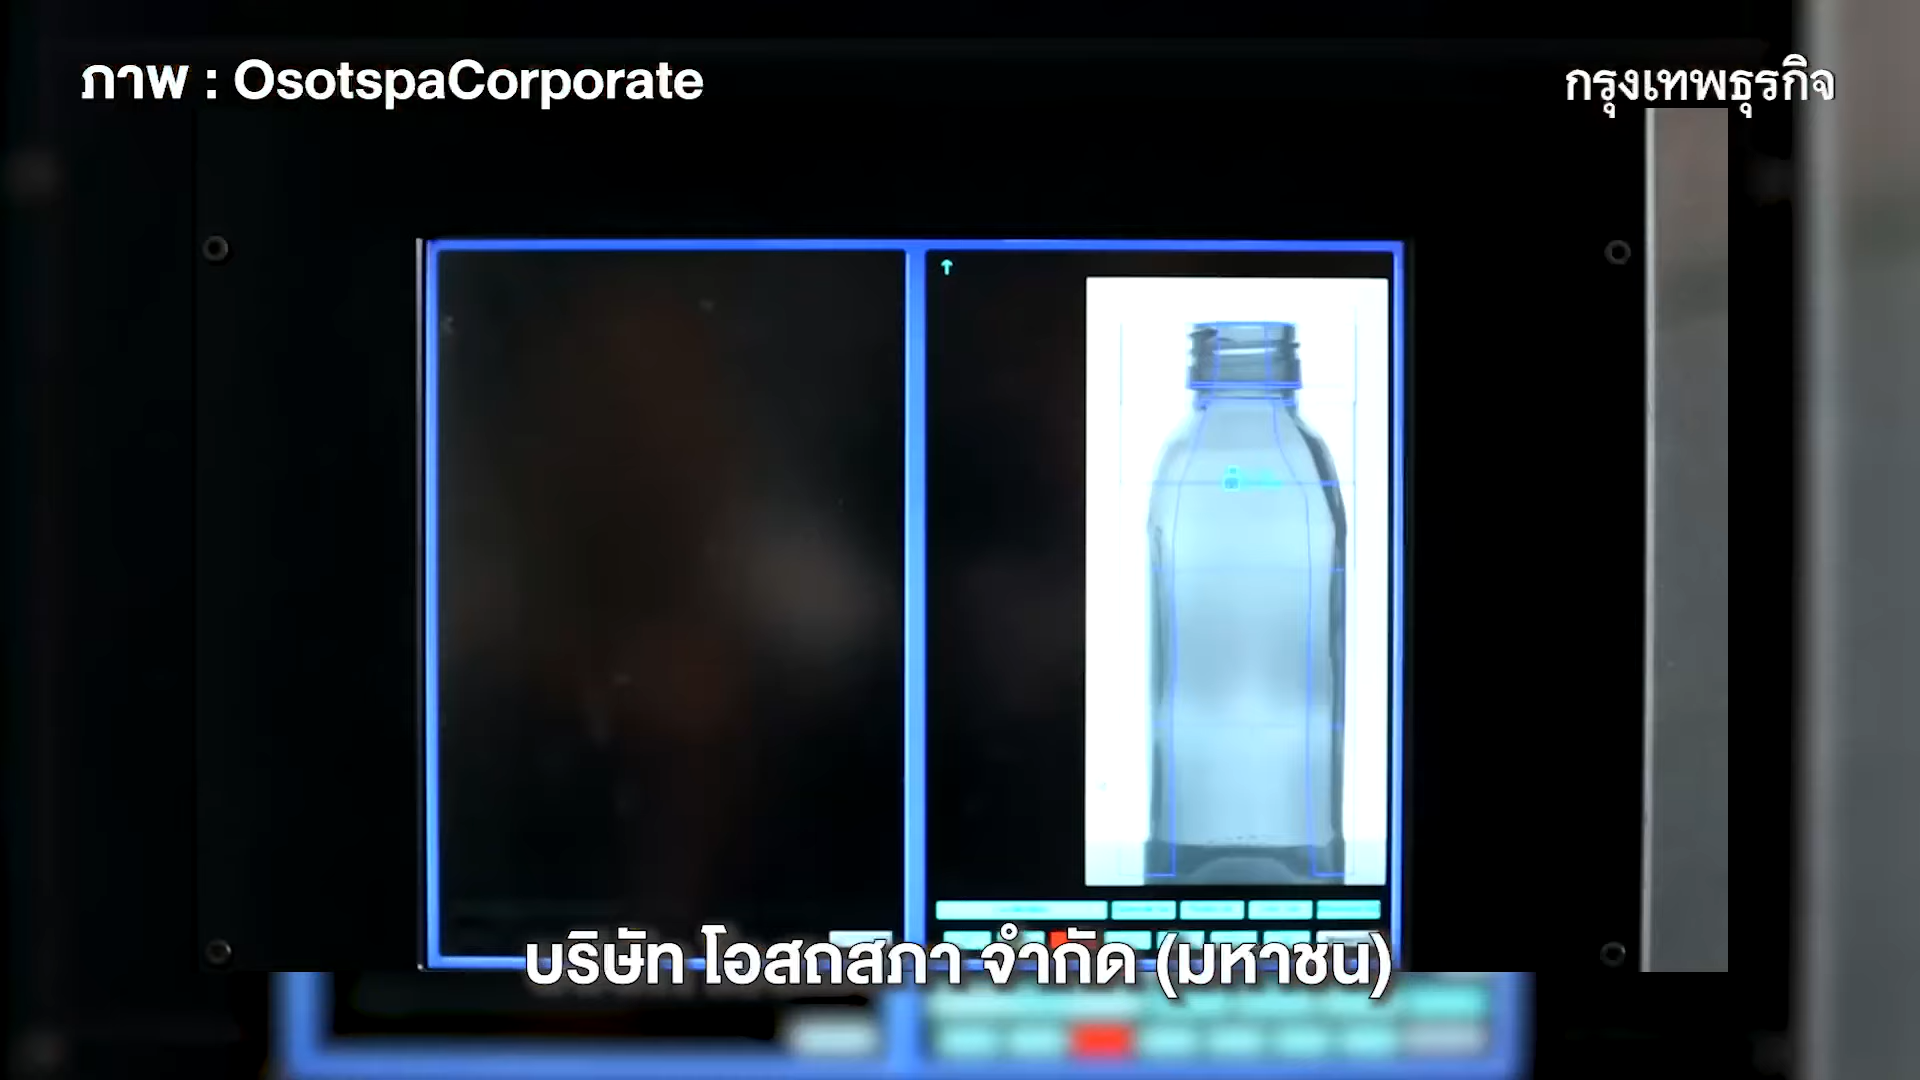 ภาพ : OsotspaCorporate
กรุงเทพธุรกิจ
บริษัท โอสถสภา จำกัด (มหาชน)